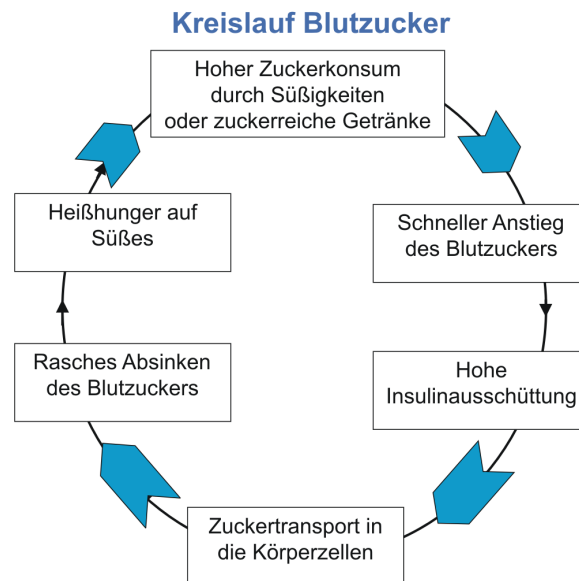 Kreislauf Blutzucker
Hoher Zuckerkonsum
durch Süßigkeiten
oder zuckerreiche Getränke
Schneller Anstieg
des Blutzuckers
Hohe
Insulinausschüttung
Zuckertransport in
die Körperzellen
Rasches Absinken
des Blutzuckers
Heißhunger auf
Süßes